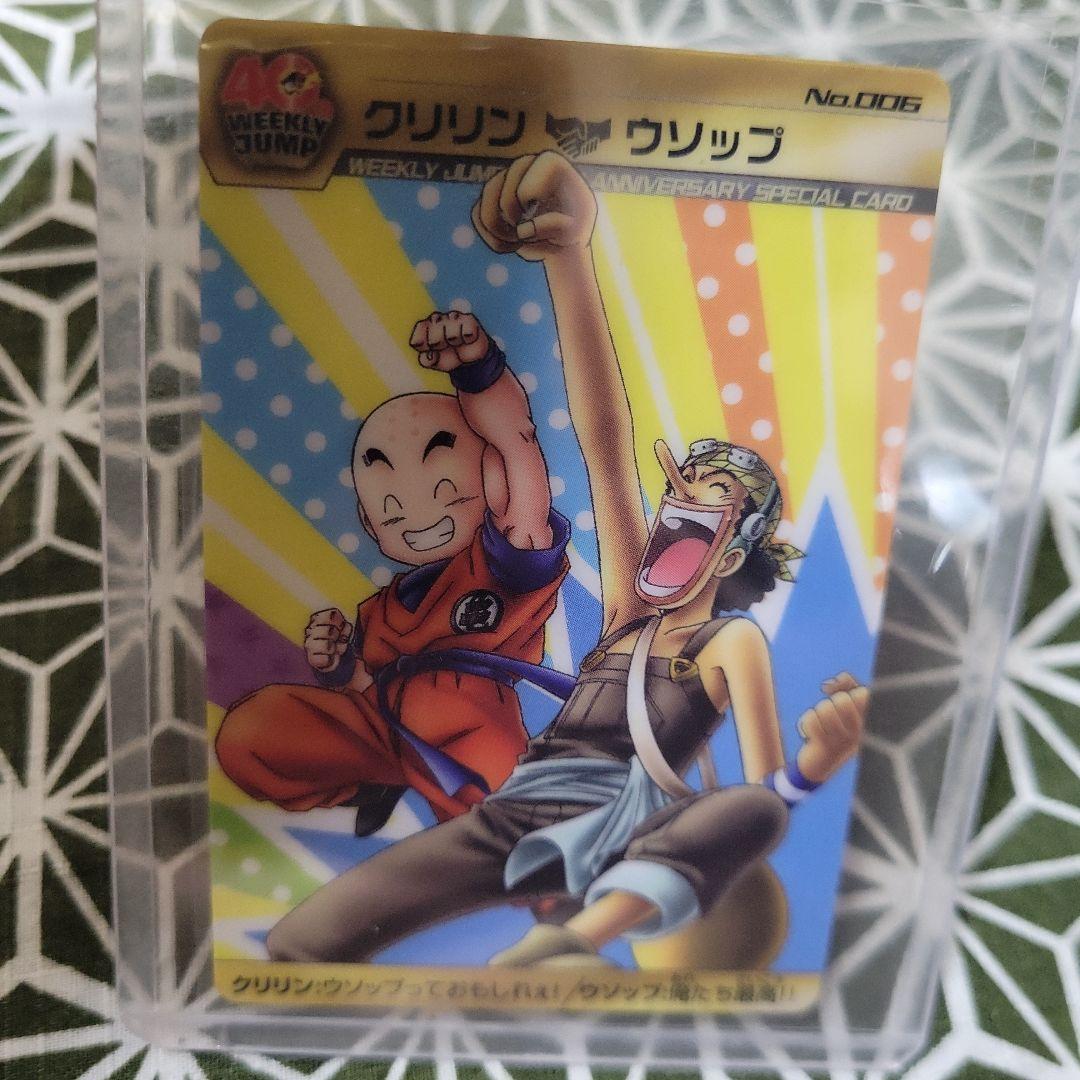 40th
WEEKLY
JUMP
クリリン ウソップ
No.006
WEEKLY JUMP ANNIVERSARY SPECIAL CARD
クリリン:ウソップっておもしれぇ!/ウソップ:俺たち最高!!